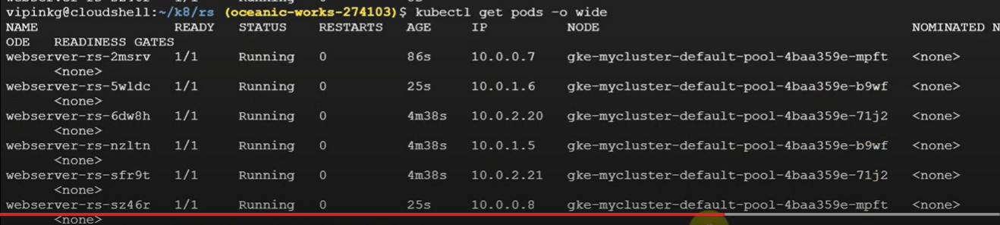 vipinkg@cloudshell:~/k8/rs (oceanic-works-274103)$ kubectl get pods -o wide
NAME READY STATUS RESTARTS AGE IP NODE NOMINATED N
ODE READINESS GATES
webserver-rs-2msrv 1/1 Running 0 86s 10.0.0.7 gke-mycluster-default-pool-4baa359e-mpft <none>
<none>
webserver-rs-5wldc 1/1 Running 0 25s 10.0.1.6 gke-mycluster-default-pool-4baa359e-b9wf <none>
<none>
webserver-rs-6dw8h 1/1 Running 0 4m38s 10.0.2.20 gke-mycluster-default-pool-4baa359e-71j2 <none>
<none>
webserver-rs-nzltn 1/1 Running 0 4m38s 10.0.1.5 gke-mycluster-default-pool-4baa359e-b9wf <none>
<none>
webserver-rs-sfr9t 1/1 Running 0 4m38s 10.0.2.21 gke-mycluster-default-pool-4baa359e-71j2 <none>
<none>
webserver-rs-sz46r 1/1 Running 0 25s 10.0.0.8 gke-mycluster-default-pool-4baa359e-mpft <none>
<none>